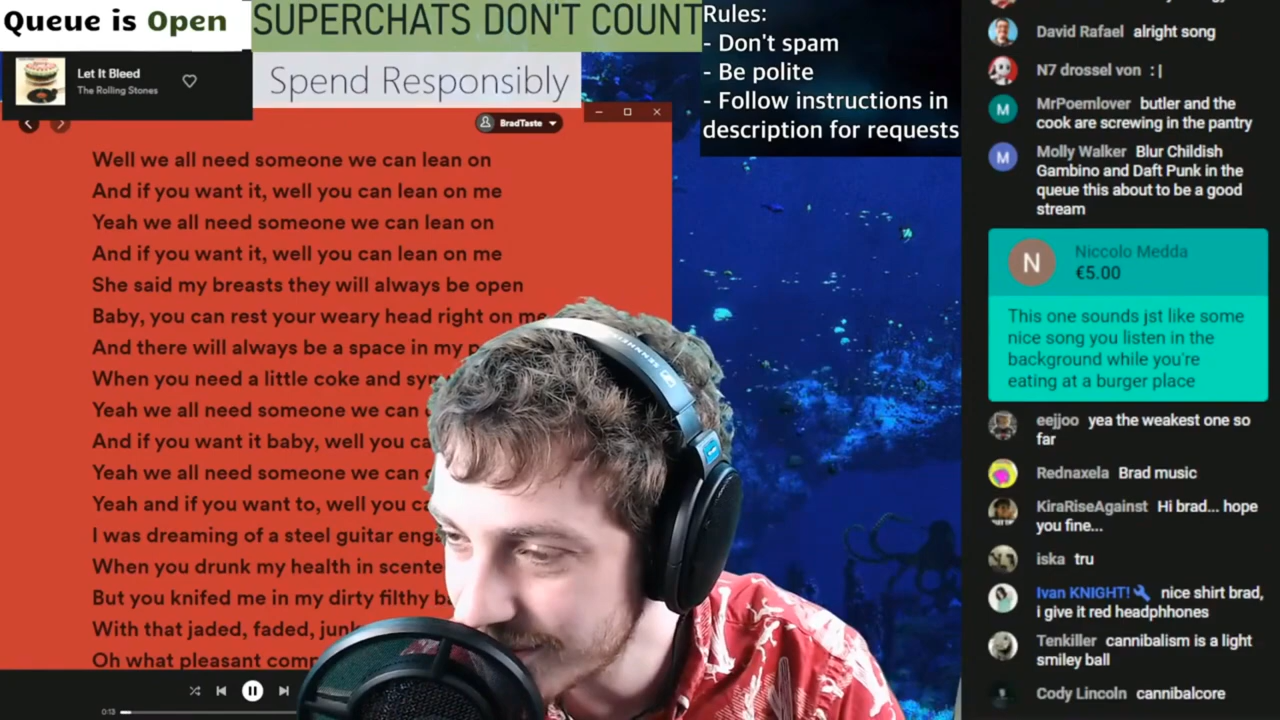 Queue is Open
SUPERCHATS DON'T COUNT
Spend Responsibly
Rules:
- Don't spam
- Be polite
- Follow instructions in
description for requests
Let It Bleed
The Rolling Stones
BradTaste
Well we all need someone we can lean on
And if you want it, well you can lean on me
Yeah we all need someone we can lean on
And if you want it, well you can lean on me
She said my breasts they will always be open
Baby, you can rest your weary head right on me
And there will always be a space in my
When you need a little coke and
Yeah we all need someone we can
And if you want it baby, well you
Yeah we all need someone we can
Yeah and if you want to, well you
I was dreaming of a steel guitar
When you drunk my health in
But you knifed me in my dirty filthy
With that jaded, faded,
Oh what pleasant
0:13
SENNHEISER
David Rafael alright song
N7 drossel von : |
MrPoemlover butler and the
cook are screwing in the pantry
Molly Walker Blur Childish
Gambino and Daft Punk in the
queue this about to be a good
stream
N
Niccolo Medda
€5.00
This one sounds jst like some
nice song you listen in the
background while you're
eating at a burger place
eejjoo yea the weakest one so
far
Rednaxela Brad music
KiraRiseAgainst Hi brad... hope
you fine...
iska tru
Ivan KNIGHT! nice shirt brad,
i give it red headphhones
Tenkiller cannibalism is a light
smiley ball
Cody Lincoln cannibalcore